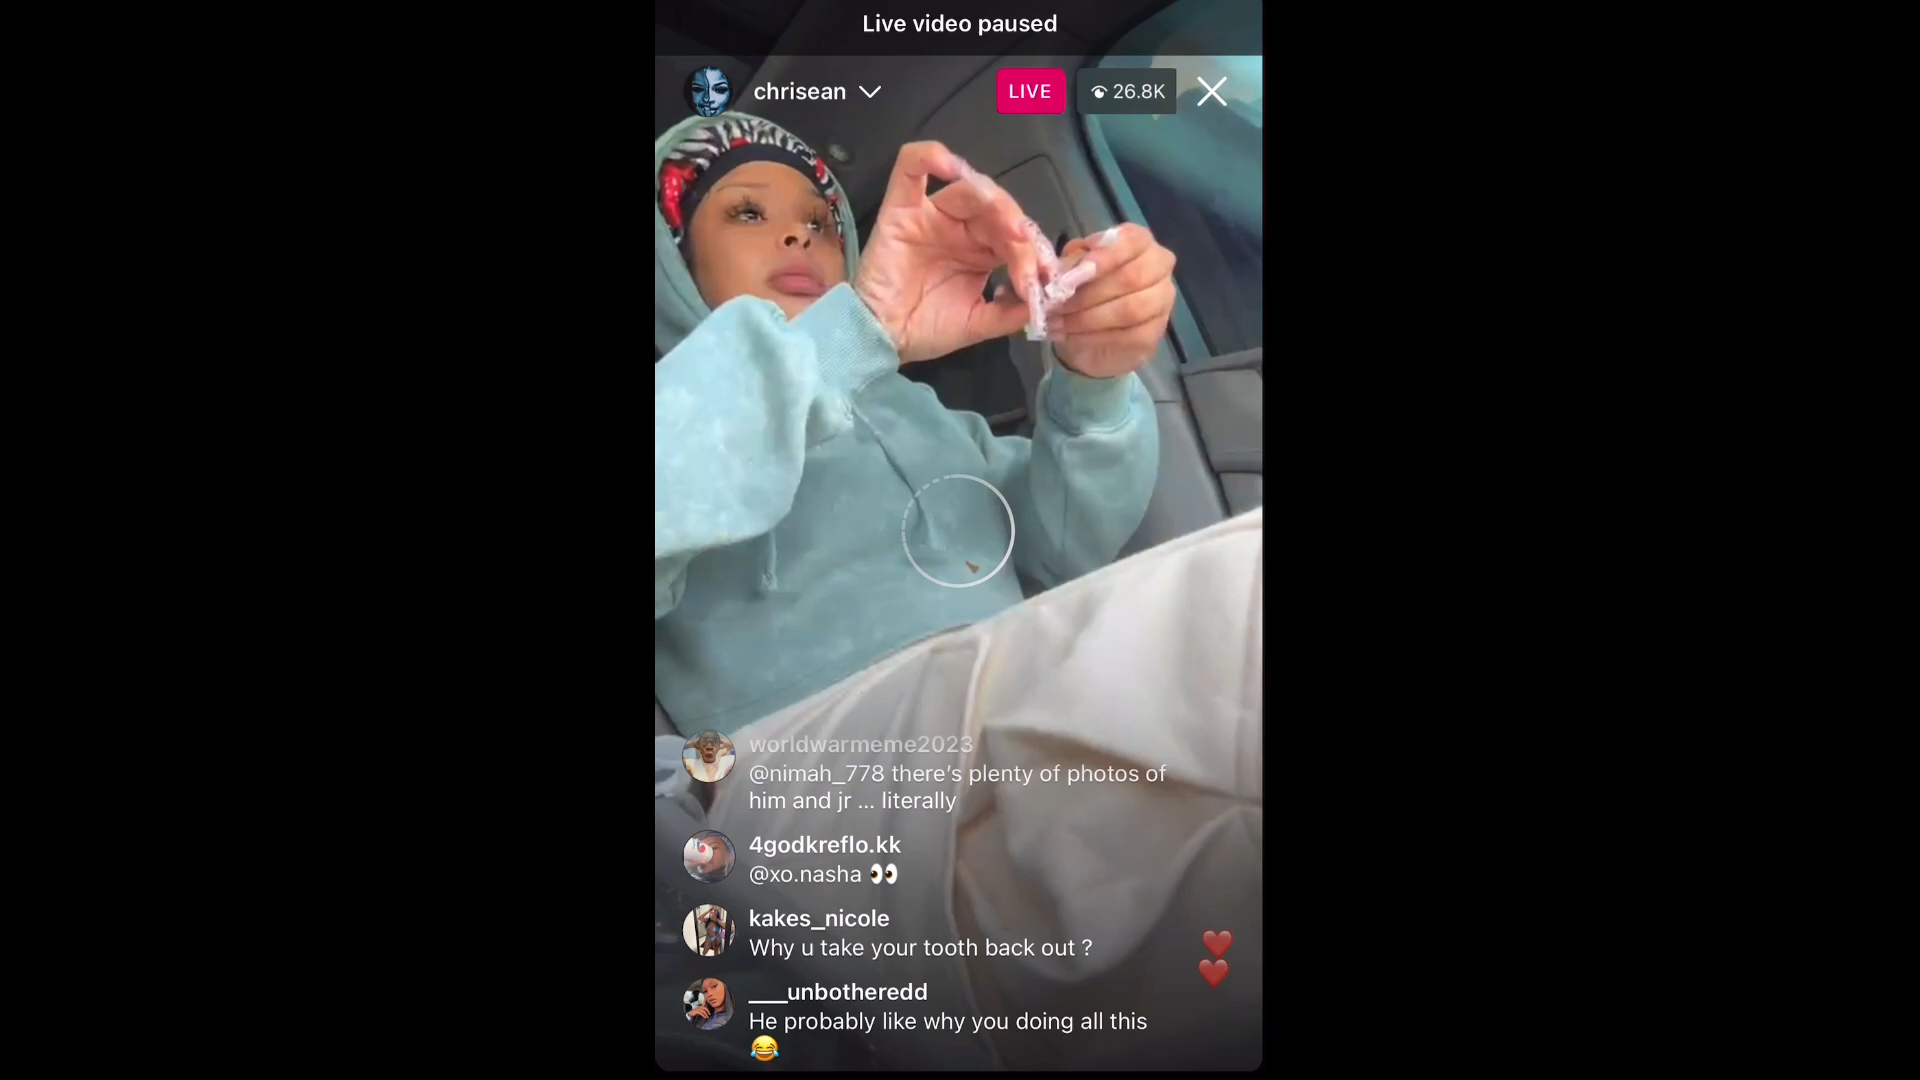 Live video paused
chrisean
LIVE
26.8K
worldwarmeme2023
@nimah_778 there’s plenty of photos of
him and jr ... literally
4godkreflo.kk
@xo.nasha 👀
kakes_nicole
Why u take your tooth back out ?
___unbotheredd
He probably like why you doing all this
😂